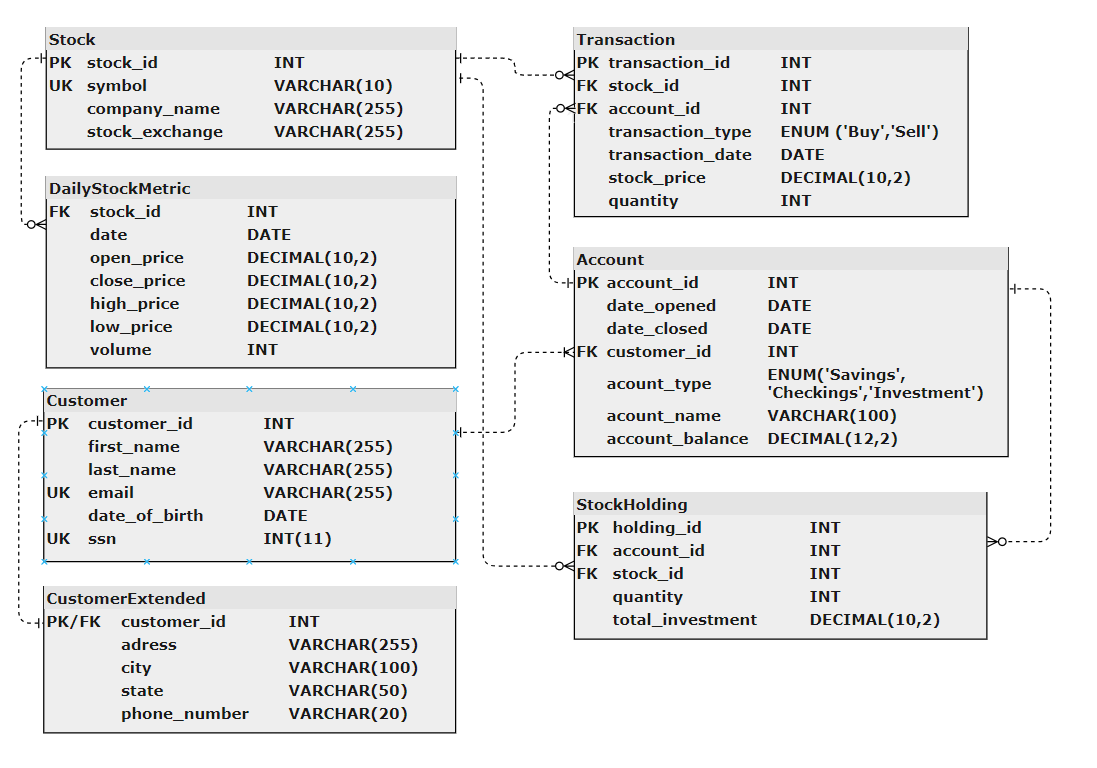 Stock
PK stock_id INT
UK symbol VARCHAR(10)
company_name VARCHAR(255)
stock_exchange VARCHAR(255)
DailyStockMetric
FK stock_id INT
date DATE
open_price DECIMAL(10,2)
close_price DECIMAL(10,2)
high_price DECIMAL(10,2)
low_price DECIMAL(10,2)
volume INT
Customer
PK customer_id INT
first_name VARCHAR(255)
last_name VARCHAR(255)
UK email VARCHAR(255)
date_of_birth DATE
UK ssn INT(11)
CustomerExtended
PK/FK customer_id INT
adress VARCHAR(255)
city VARCHAR(100)
state VARCHAR(50)
phone_number VARCHAR(20)
Transaction
PK transaction_id INT
FK stock_id INT
FK account_id INT
transaction_type ENUM ('Buy','Sell')
transaction_date DATE
stock_price DECIMAL(10,2)
quantity INT
Account
PK account_id INT
date_opened DATE
date_closed DATE
FK customer_id INT
acount_type ENUM('Savings',
'Checkings','Investment')
acount_name VARCHAR(100)
account_balance DECIMAL(12,2)
StockHolding
PK holding_id INT
FK account_id INT
FK stock_id INT
quantity INT
total_investment DECIMAL(10,2)